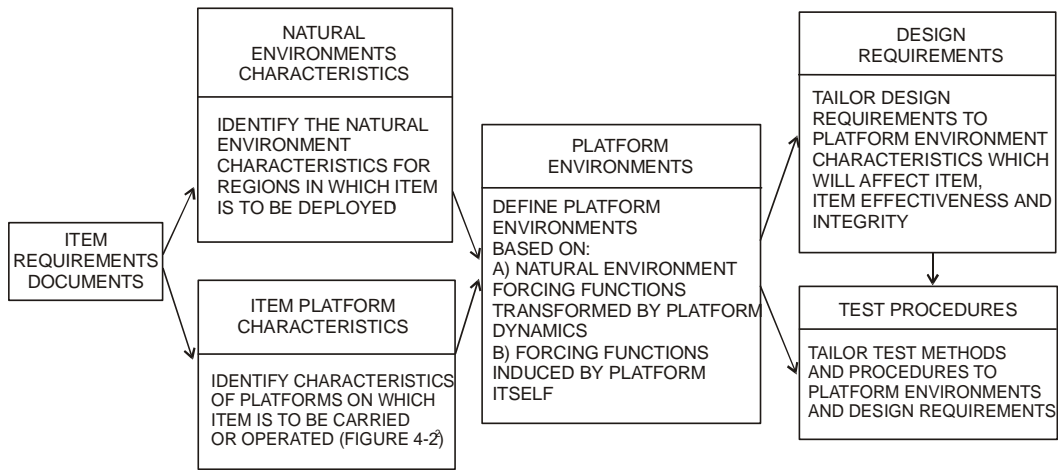 ITEM
REQUIREMENTS
DOCUMENTS
NATURAL
ENVIRONMENTS
CHARACTERISTICS
IDENTIFY THE NATURAL
ENVIRONMENT
CHARACTERISTICS FOR
REGIONS IN WHICH ITEM
IS TO BE DEPLOYED
ITEM PLATFORM
CHARACTERISTICS
IDENTIFY CHARACTERISTICS
OF PLATFORMS ON WHICH
ITEM IS TO BE CARRIED
OR OPERATED (FIGURE 4-2²)
PLATFORM
ENVIRONMENTS
DEFINE PLATFORM
ENVIRONMENTS
BASED ON:
A) NATURAL ENVIRONMENT
FORCING FUNCTIONS
TRANSFORMED BY PLATFORM
DYNAMICS
B) FORCING FUNCTIONS
INDUCED BY PLATFORM
ITSELF
DESIGN
REQUIREMENTS
TAILOR DESIGN
REQUIREMENTS TO
PLATFORM ENVIRONMENT
CHARACTERISTICS WHICH
WILL AFFECT ITEM,
ITEM EFFECTIVENESS AND
INTEGRITY
TEST PROCEDURES
TAILOR TEST METHODS
AND PROCEDURES TO
PLATFORM ENVIRONMENTS
AND DESIGN REQUIREMENTS